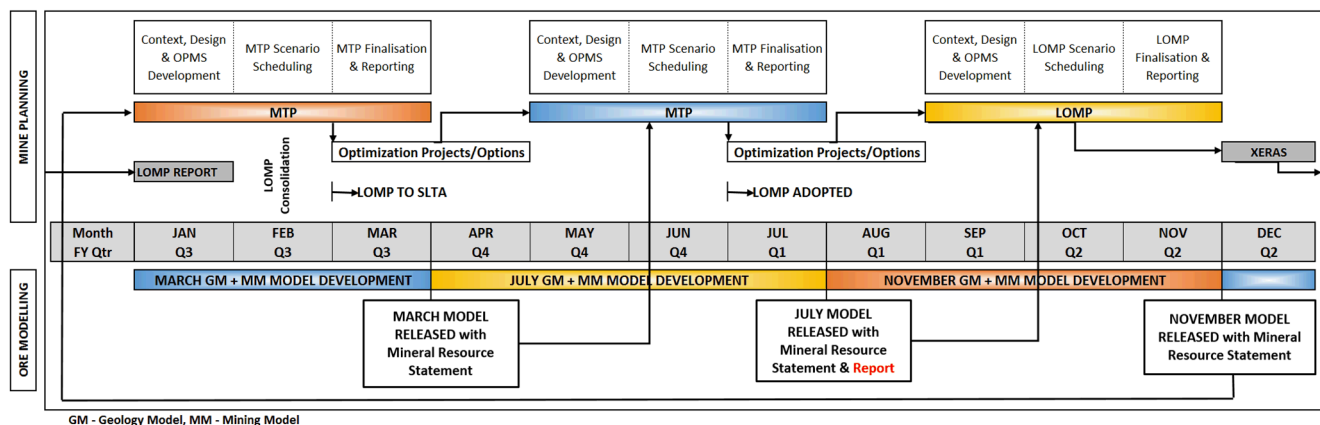 MINE PLANNING
Context, Design
& OPMS
Development
MTP Scenario
Scheduling
MTP Finalisation
& Reporting
Context, Design
& OPMS
Development
MTP Scenario
Scheduling
MTP Finalisation
& Reporting
Context, Design
& OPMS
Development
LOMP Scenario
Scheduling
LOMP
Finalisation &
Reporting
MTP
MTP
LOMP
Optimization Projects/Options
Optimization Projects/Options
XERAS
LOMP REPORT
LOMP
Consolidation
LOMP TO SLTA
LOMP ADOPTED
Month JAN FEB MAR APR MAY JUN JUL AUG SEP OCT NOV DEC
FY Qtr Q3 Q3 Q3 Q4 Q4 Q4 Q1 Q1 Q1 Q2 Q2 Q2
ORE MODELLING
MARCH GM + MM MODEL DEVELOPMENT
JULY GM + MM MODEL DEVELOPMENT
NOVEMBER GM + MM MODEL DEVELOPMENT
MARCH MODEL
RELEASED with
Mineral Resource
Statement
JULY MODEL
RELEASED with
Mineral Resource
Statement & Report
NOVEMBER MODEL
RELEASED with Mineral
Resource Statement
GM - Geology Model, MM - Mining Model